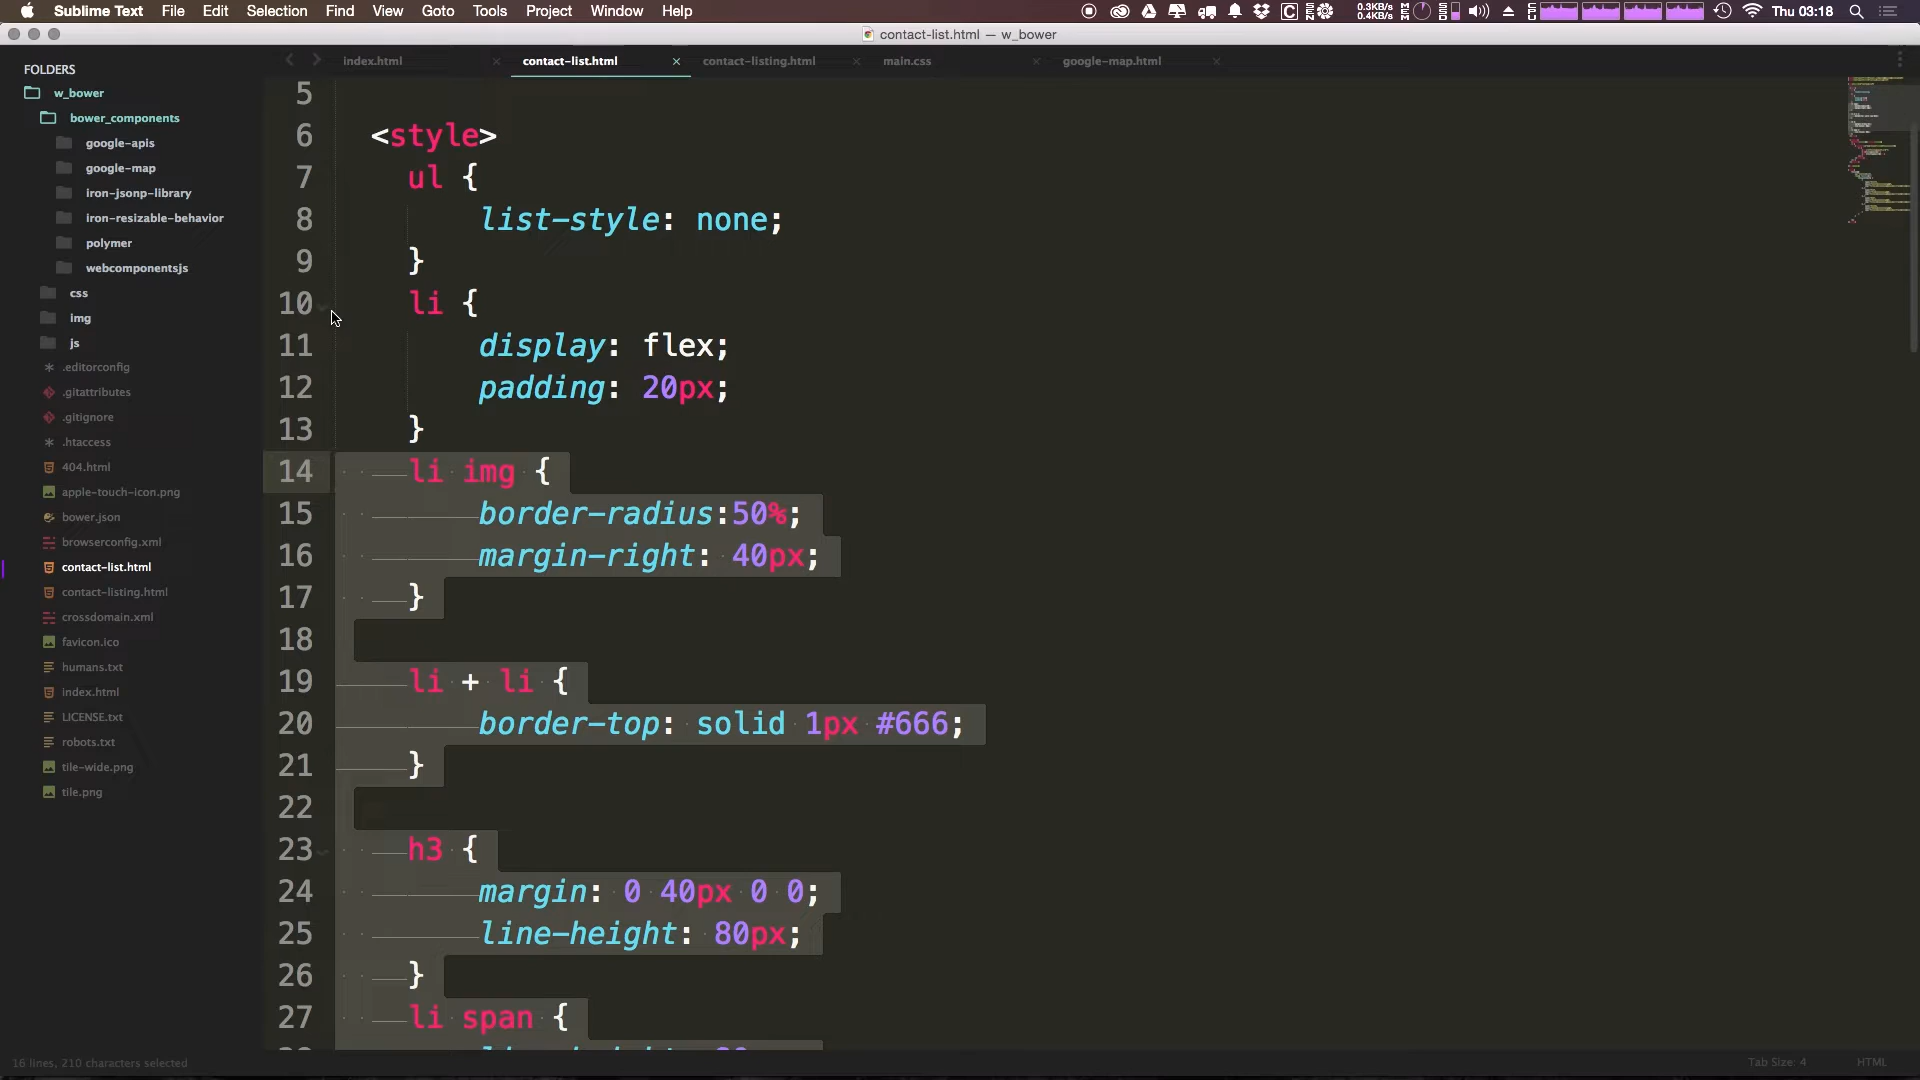 Sublime Text File Edit Selection Find View Goto Tools Project Window Help
0.3KB/s
0.4KB/s
Thu 03:18
contact-list.html — w_bower
FOLDERS
w_bower
bower_components
google-apis
google-map
iron-jsonp-library
iron-resizable-behavior
polymer
webcomponentsjs
css
img
js
.editorconfig
.gitattributes
.gitignore
.htaccess
404.html
apple-touch-icon.png
bower.json
browserconfig.xml
contact-list.html
contact-listing.html
crossdomain.xml
favicon.ico
humans.txt
index.html
LICENSE.txt
robots.txt
tile-wide.png
tile.png
index.html contact-list.html contact-listing.html main.css google-map.html
5
6 <style>
7 ul {
8 list-style: none;
9 }
10 li {
11 display: flex;
12 padding: 20px;
13 }
14 li img {
15 border-radius:50%;
16 margin-right: 40px;
17 }
18
19 li + li {
20 border-top: solid 1px #666;
21 }
22
23 h3 {
24 margin: 0 40px 0 0;
25 line-height: 80px;
26 }
27 li span {
16 lines, 210 characters selected
Tab Size: 4 HTML